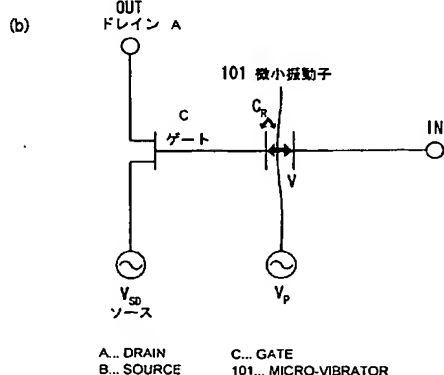 (b)
OUT
ドレイン A
101 微小振動子
C
ゲート
C_R
IN
V
V_SD
ソース
V_P
A... DRAIN
C... GATE
B... SOURCE
101... MICRO-VIBRATOR